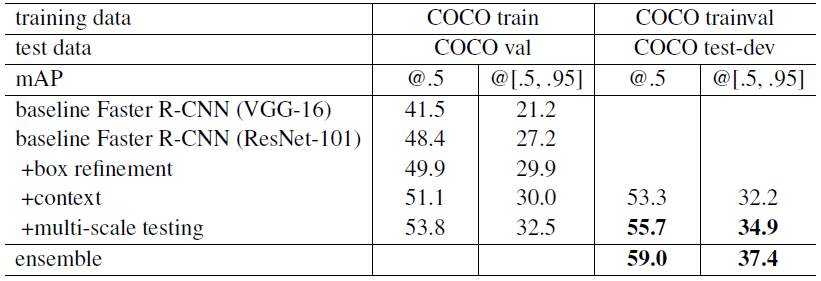 training data COCO train COCO trainval
test data COCO val COCO test-dev
mAP @.5 @[.5, .95] @.5 @[.5, .95]
baseline Faster R-CNN (VGG-16) 41.5 21.2
baseline Faster R-CNN (ResNet-101) 48.4 27.2
+box refinement 49.9 29.9
+context 51.1 30.0 53.3 32.2
+multi-scale testing 53.8 32.5 55.7 34.9
ensemble 59.0 37.4